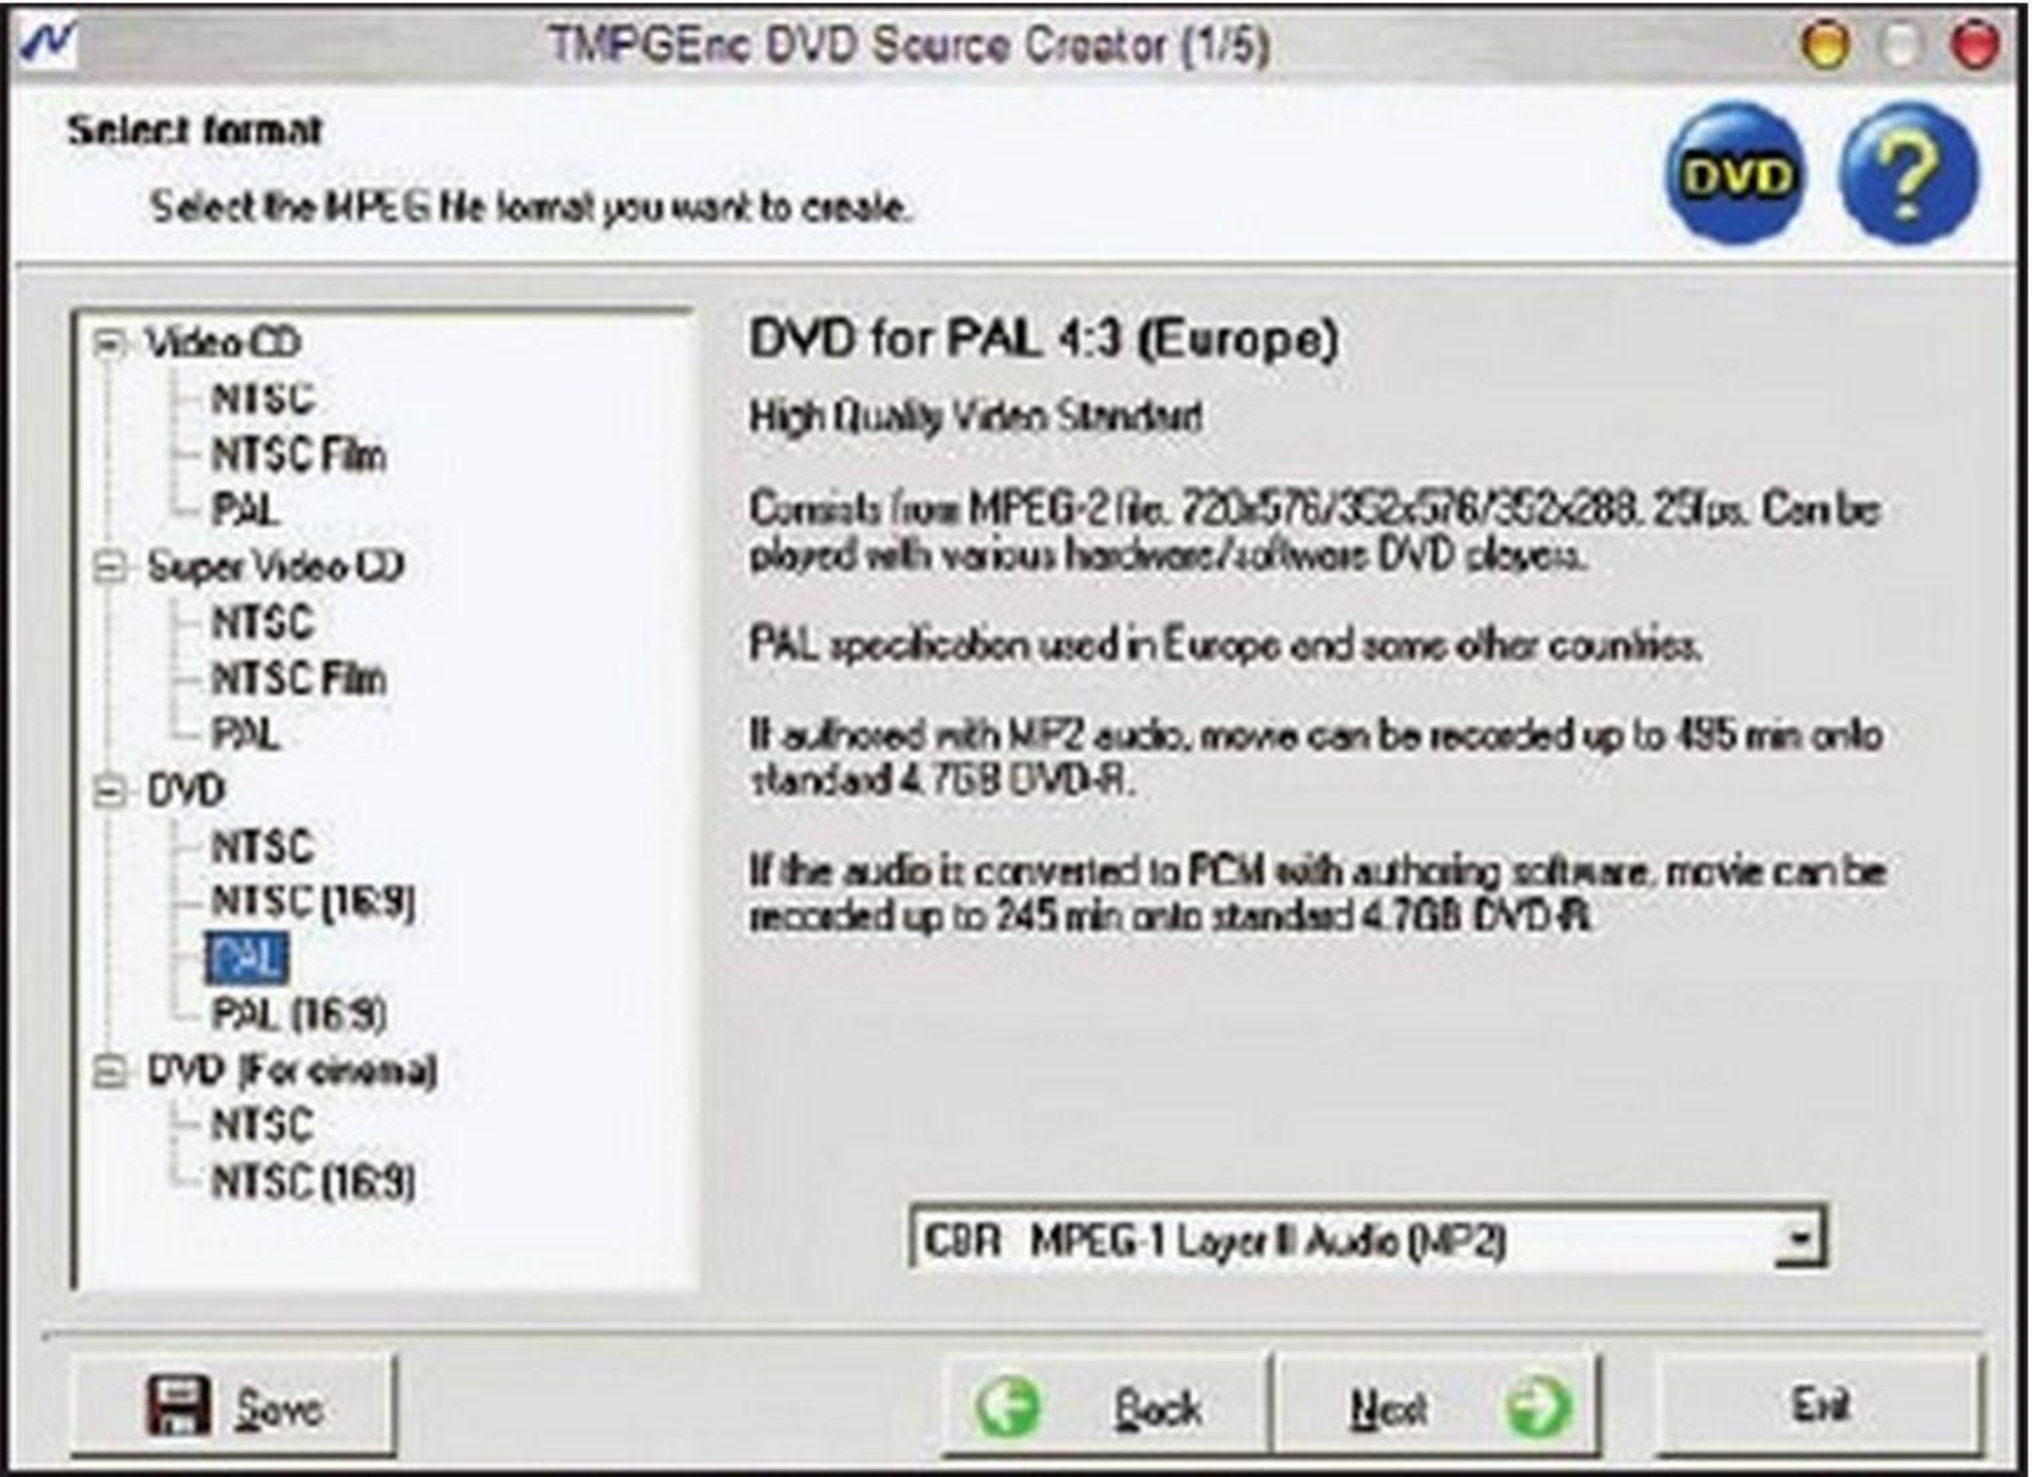 TMPGEnc DVD Source Creator (1/5)
Select format
DVD
?
Select the MPEG file format you want to create.
Video-CD
NTSC
NTSC Film
PAL
Super Video-CD
NTSC
NTSC Film
PAL
DVD
NTSC
NTSC (16:9)
PAL
PAL (16:9)
DVD (For cinema)
NTSC
NTSC (16:9)
DVD for PAL 4:3 (Europe)
High Quality Video Standard
Consists from MPEG-2 file. 720x576/352x576/352x288. 25fps. Can be
played with various hardware/software DVD players.
PAL specification used in Europe and some other countries.
If authored with MP2 audio, movie can be recorded up to 495 min onto
standard 4.7GB DVD-R.
If the audio is converted to PCM with authoring software, movie can be
recorded up to 245 min onto standard 4.7GB DVD-R
CBR MPEG-1 Layer II Audio (MP2)
Save
Back
Next
Exit